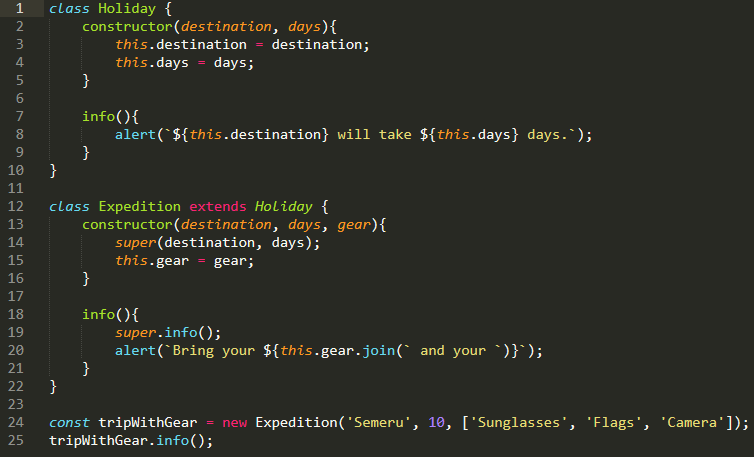 1 class Holiday {
2     constructor(destination, days){
3         this.destination = destination;
4         this.days = days;
5     }
6
7     info(){
8         alert(`${this.destination} will take ${this.days} days.`);
9     }
10 }
11
12 class Expedition extends Holiday {
13     constructor(destination, days, gear){
14         super(destination, days);
15         this.gear = gear;
16     }
17
18     info(){
19         super.info();
20         alert(`Bring your ${this.gear.join(` and your `)}`);
21     }
22 }
23
24 const tripWithGear = new Expedition('Semeru', 10, ['Sunglasses', 'Flags', 'Camera']);
25 tripWithGear.info();